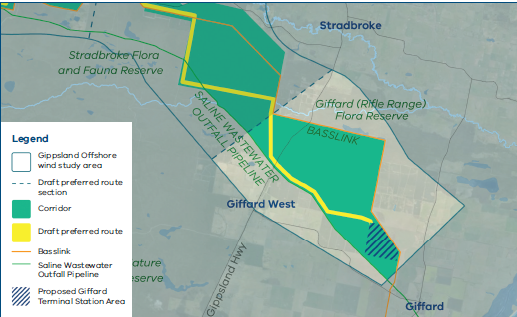 Stradbroke
Stradbroke Flora
and Fauna Reserve
Giffard (Rifle Range)
Flora Reserve
SALINE WASTEWATER
OUTFALL PIPELINE
BASSLINK
Giffard West
Gippsland Hwy
ature
eserve
Giffard
Legend
Gippsland Offshore
wind study area
Draft preferred route
section
Corridor
Draft preferred route
Basslink
Saline Wastewater
Outfall Pipeline
Proposed Giffard
Terminal Station Area